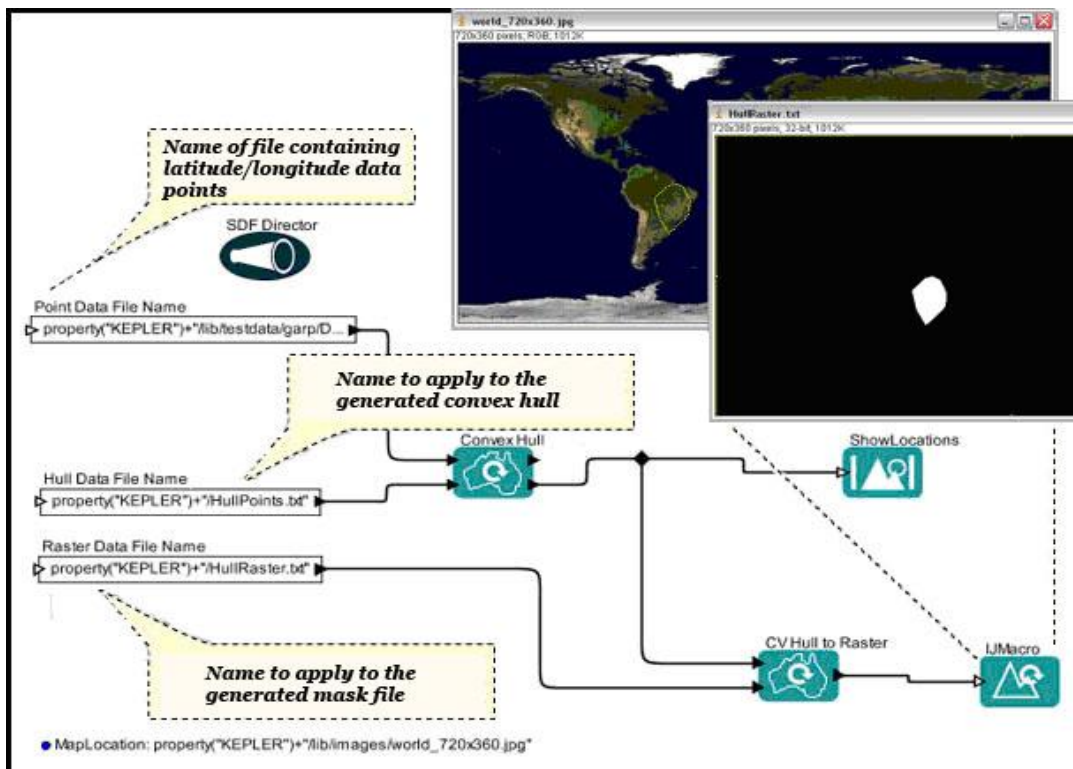 world_720x360.jpg
720x360 pixels; RGB; 1012K
HullRaster.txt
720x360 pixels; 32-bit; 1012K
Name of file containing
latitude/longitude data
points
SDF Director
Point Data File Name
property("KEPLER")+"/lib/testdata/garp/D...
Name to apply to the
generated convex hull
Convex Hull
ShowLocations
Hull Data File Name
property("KEPLER")+"/HullPoints.txt"
Raster Data File Name
property("KEPLER")+"/HullRaster.txt"
CV Hull to Raster
IJMacro
Name to apply to the
generated mask file
MapLocation: property("KEPLER")+"/lib/images/world_720x360.jpg"